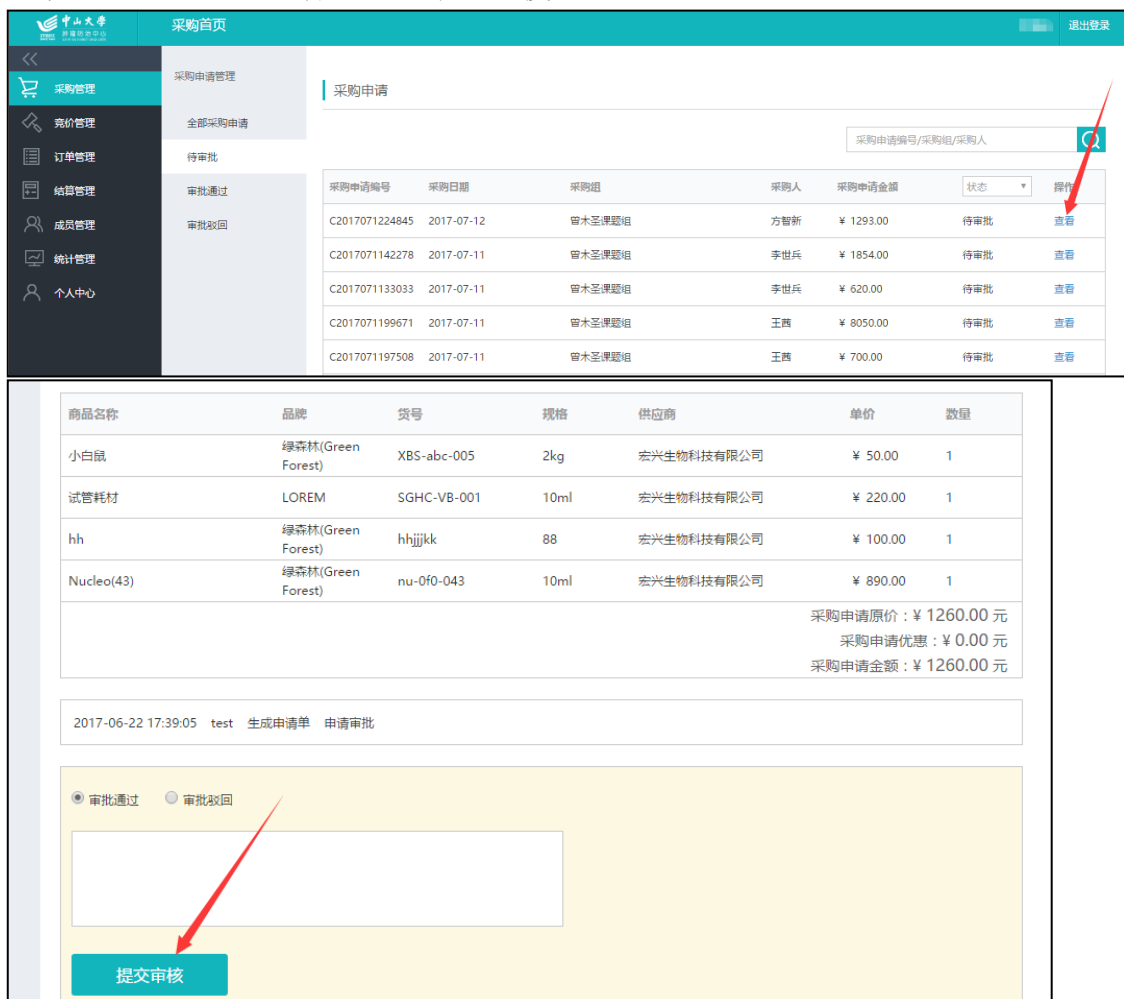 中山大学 采购首页 退出登录
肿瘤防治中心
采购管理
竞价管理
订单管理
结算管理
成员管理
统计管理
个人中心
采购申请管理
全部采购申请
待审批
审批通过
审批驳回
采购申请
采购申请编号/采购组/采购人
采购申请编号 采购日期 采购组 采购人 采购申请金额 状态 操作
C2017071224845 2017-07-12 曾木圣课题组 方智新 ¥ 1293.00 待审批 查看
C2017071142278 2017-07-11 曾木圣课题组 李世兵 ¥ 1854.00 待审批 查看
C2017071133033 2017-07-11 曾木圣课题组 李世兵 ¥ 620.00 待审批 查看
C2017071199671 2017-07-11 曾木圣课题组 王茜 ¥ 8050.00 待审批 查看
C2017071197508 2017-07-11 曾木圣课题组 王茜 ¥ 700.00 待审批 查看
商品名称 品牌 货号 规格 供应商 单价 数量
小白鼠 绿森林(Green Forest) XBS-abc-005 2kg 宏兴生物科技有限公司 ¥ 50.00 1
试管耗材 LOREM SGHC-VB-001 10ml 宏兴生物科技有限公司 ¥ 220.00 1
hh 绿森林(Green Forest) hhjjjkk 88 宏兴生物科技有限公司 ¥ 100.00 1
Nucleo(43) 绿森林(Green Forest) nu-0f0-043 10ml 宏兴生物科技有限公司 ¥ 890.00 1
采购申请原价：¥ 1260.00 元
采购申请优惠：¥ 0.00 元
采购申请金额：¥ 1260.00 元
2017-06-22 17:39:05 test 生成申请单 申请审批
审批通过 审批驳回
提交审核